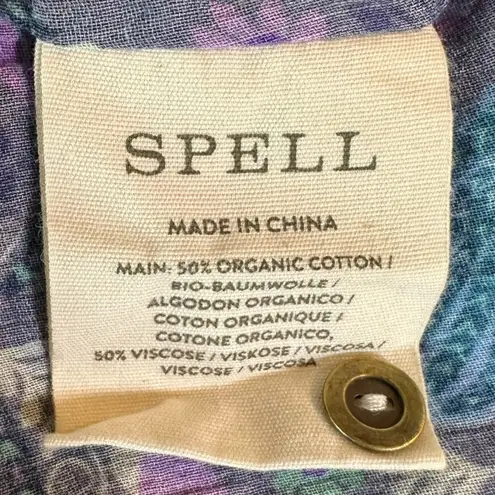 SPELL
MADE IN CHINA
MAIN: 50% ORGANIC COTTON /
BIO-BAUMWOLLE /
ALGODON ORGANICO /
COTON ORGANIQUE /
COTONE ORGANICO,
50% VISCOSE / VISKOSE / VISCOSA /
VISCOSE / VISCOSA